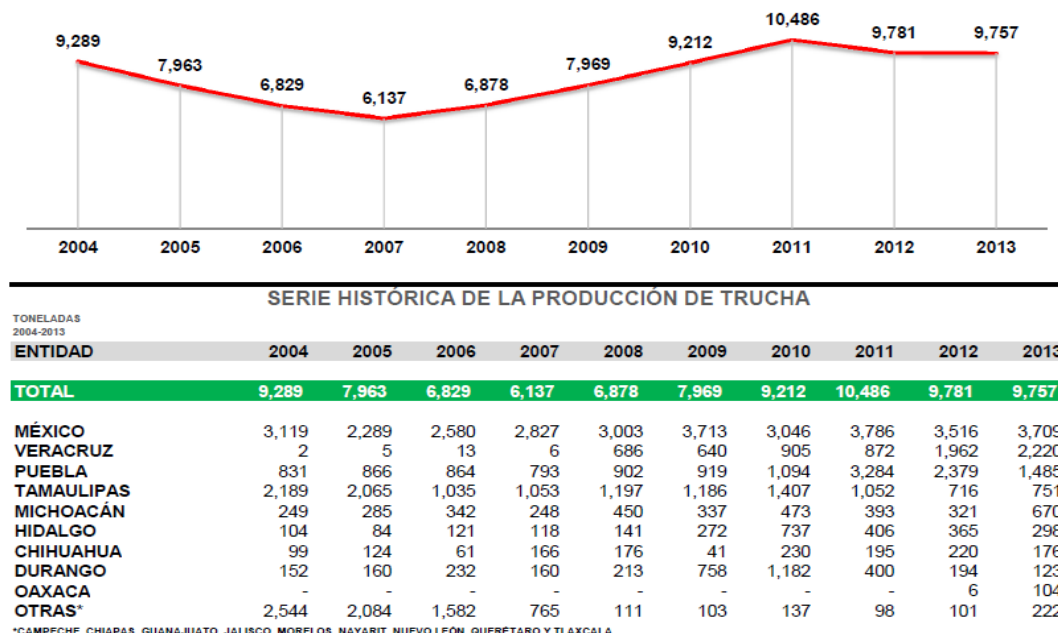 10,486
9,289 9,212 9,781 9,757
7,963 7,969
6,829 6,137 6,878
2004 2005 2006 2007 2008 2009 2010 2011 2012 2013
SERIE HISTÓRICA DE LA PRODUCCIÓN DE TRUCHA
TONELADAS
2004-2013
ENTIDAD 2004 2005 2006 2007 2008 2009 2010 2011 2012 2013
TOTAL 9,289 7,963 6,829 6,137 6,878 7,969 9,212 10,486 9,781 9,757
MÉXICO 3,119 2,289 2,580 2,827 3,003 3,713 3,046 3,786 3,516 3,709
VERACRUZ 2 5 13 6 686 640 905 872 1,962 2,220
PUEBLA 831 866 864 793 902 919 1,094 3,284 2,379 1,485
TAMAULIPAS 2,189 2,065 1,035 1,053 1,197 1,186 1,407 1,052 716 751
MICHOACÁN 249 285 342 248 450 337 473 393 321 670
HIDALGO 104 84 121 118 141 272 737 406 365 298
CHIHUAHUA 99 124 61 166 176 41 230 195 220 176
DURANGO 152 160 232 160 213 758 1,182 400 194 123
OAXACA - - - - - - - - 6 104
OTRAS* 2,544 2,084 1,582 765 111 103 137 98 101 222
*CAMPECHE, CHIAPAS, GUANAJUATO, JALISCO, MORELOS, NAYARIT, NUEVO LEÓN, QUERÉTARO Y TLAXCALA